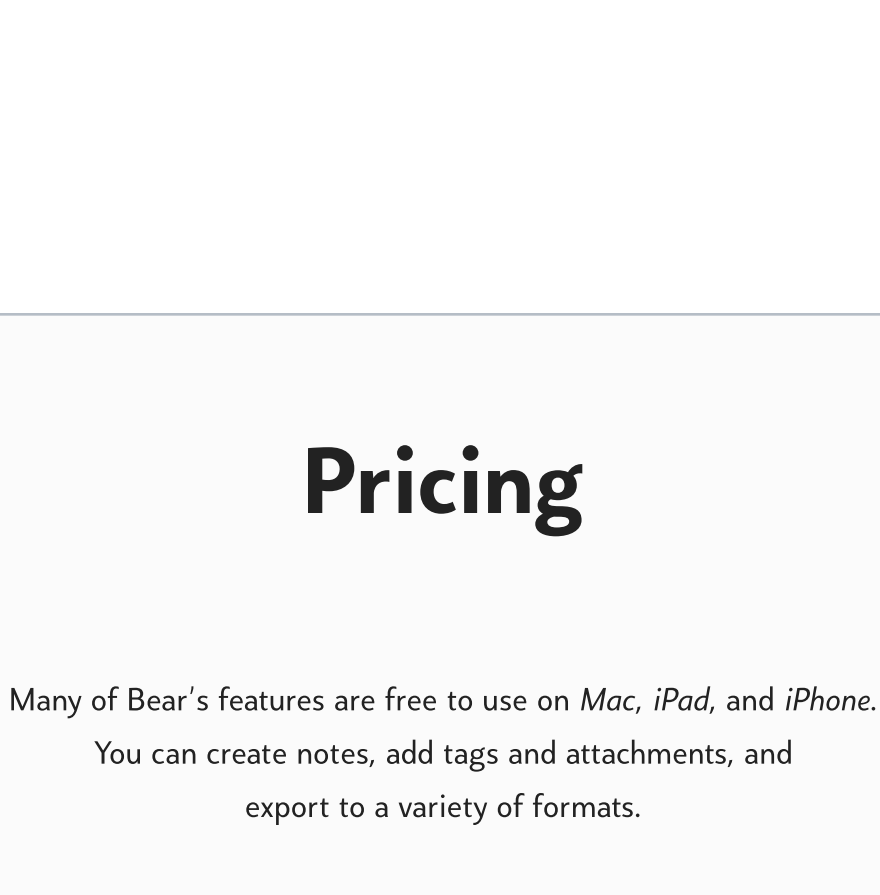 Pricing
Many of Bear's features are free to use on Mac, iPad, and iPhone.
You can create notes, add tags and attachments, and
export to a variety of formats.